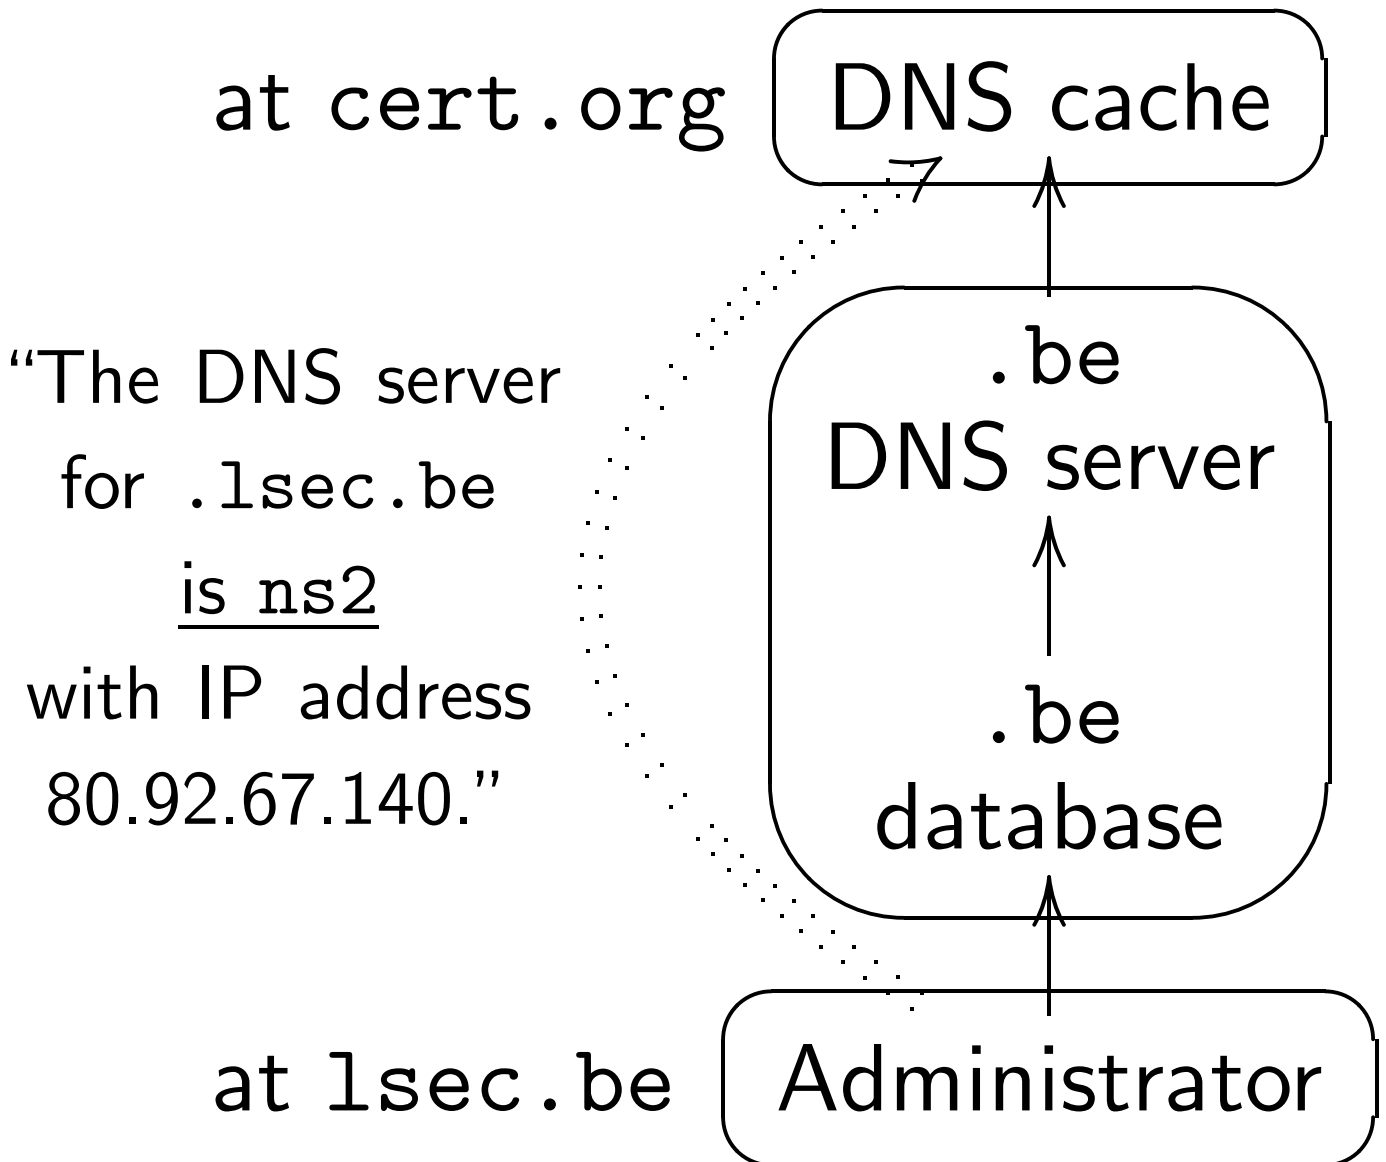 at cert.org DNS cache
“The DNS server
for .lsec.be
is ns2
with IP address
80.92.67.140.”
.be
DNS server
.be
database
at lsec.be Administrator